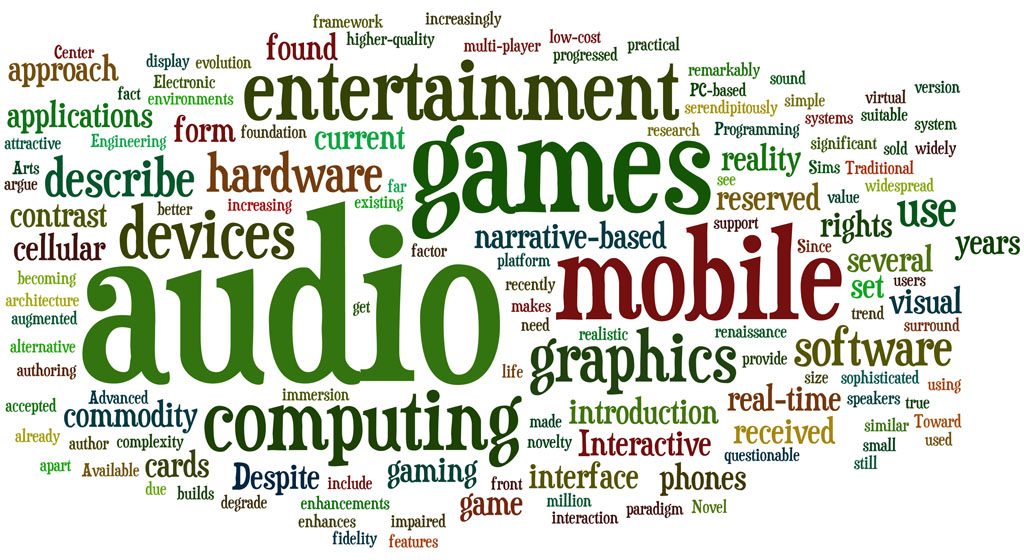 framework increasingly
Center found higher-quality multi-player low-cost
progressed practical
approach display evolution
fact Electronic environments entertainment remarkably sound
PC-based version
applications form foundation current serendipitously simple virtual
suitable
attractive Engineering research Programming systems system
games significant sold widely
Arts describe hardware far reality Sims Traditional
argue existing see widespread
increasing reserved value
contrast better devices support rights use
cellular factor narrative-based Since years
becoming audio platform mobile several
architecture get recently set users
augmented makes trend visual
need realistic renaissance surround
alternative graphics software
authoring life provide
size sophisticated using
accepted Advanced immersion real-time speakers true
commodity computing made introduction
already author complexity novelty Interactive received similar Toward
questionable small used
apart Available cards gaming still
due builds Despite include front interface phones
degrade enhancements game million paradigm Novel
enhances impaired interaction
fidelity features